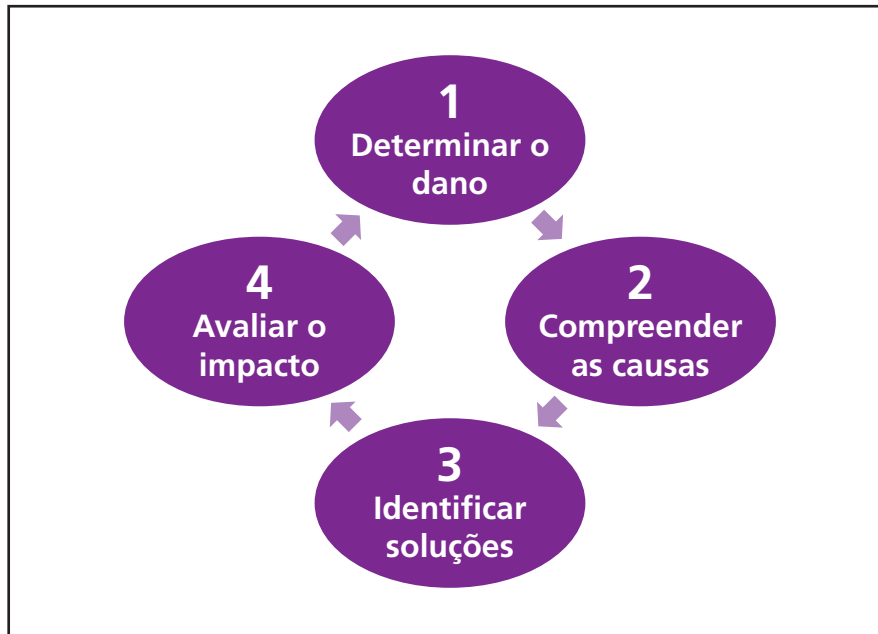 1
Determinar o
dano
2
Compreender
as causas
3
Identificar
soluções
4
Avaliar o
impacto